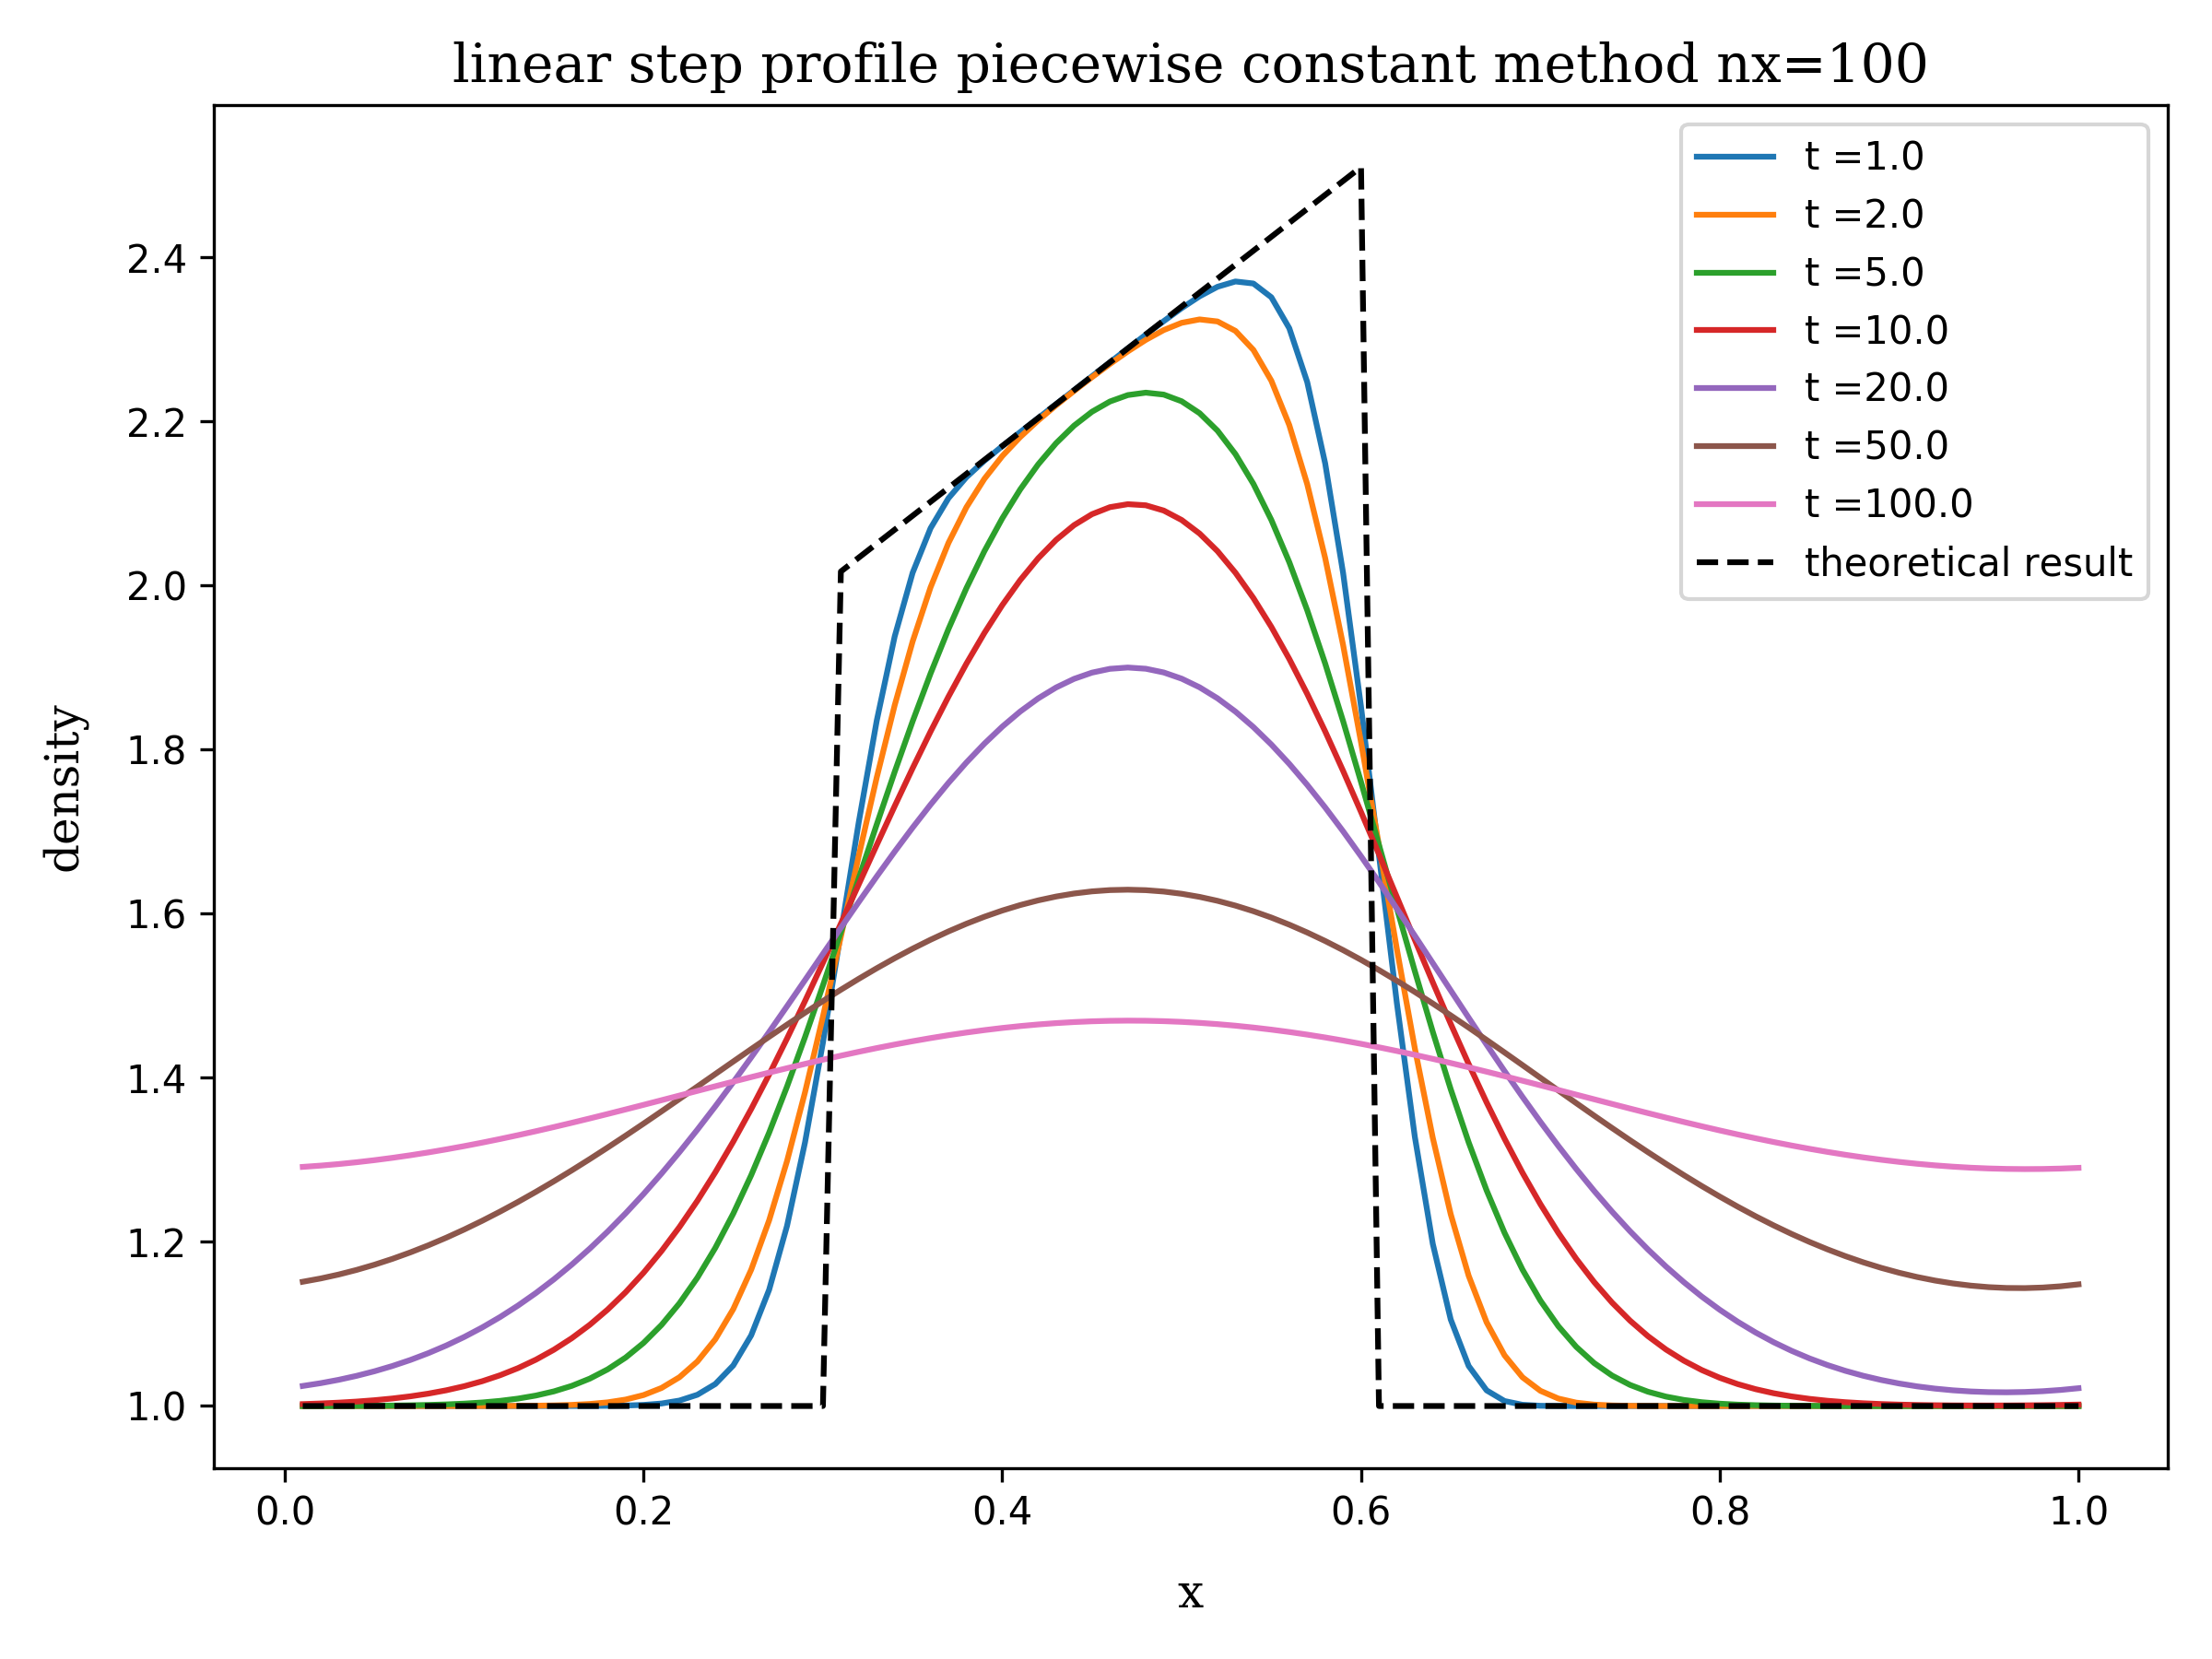 linear step profile piecewise constant method nx=100
t =1.0
t =2.0
t =5.0
t =10.0
t =20.0
t =50.0
t =100.0
theoretical result
density
2.4
2.2
2.0
1.8
1.6
1.4
1.2
1.0
0.0 0.2 0.4 0.6 0.8 1.0
x